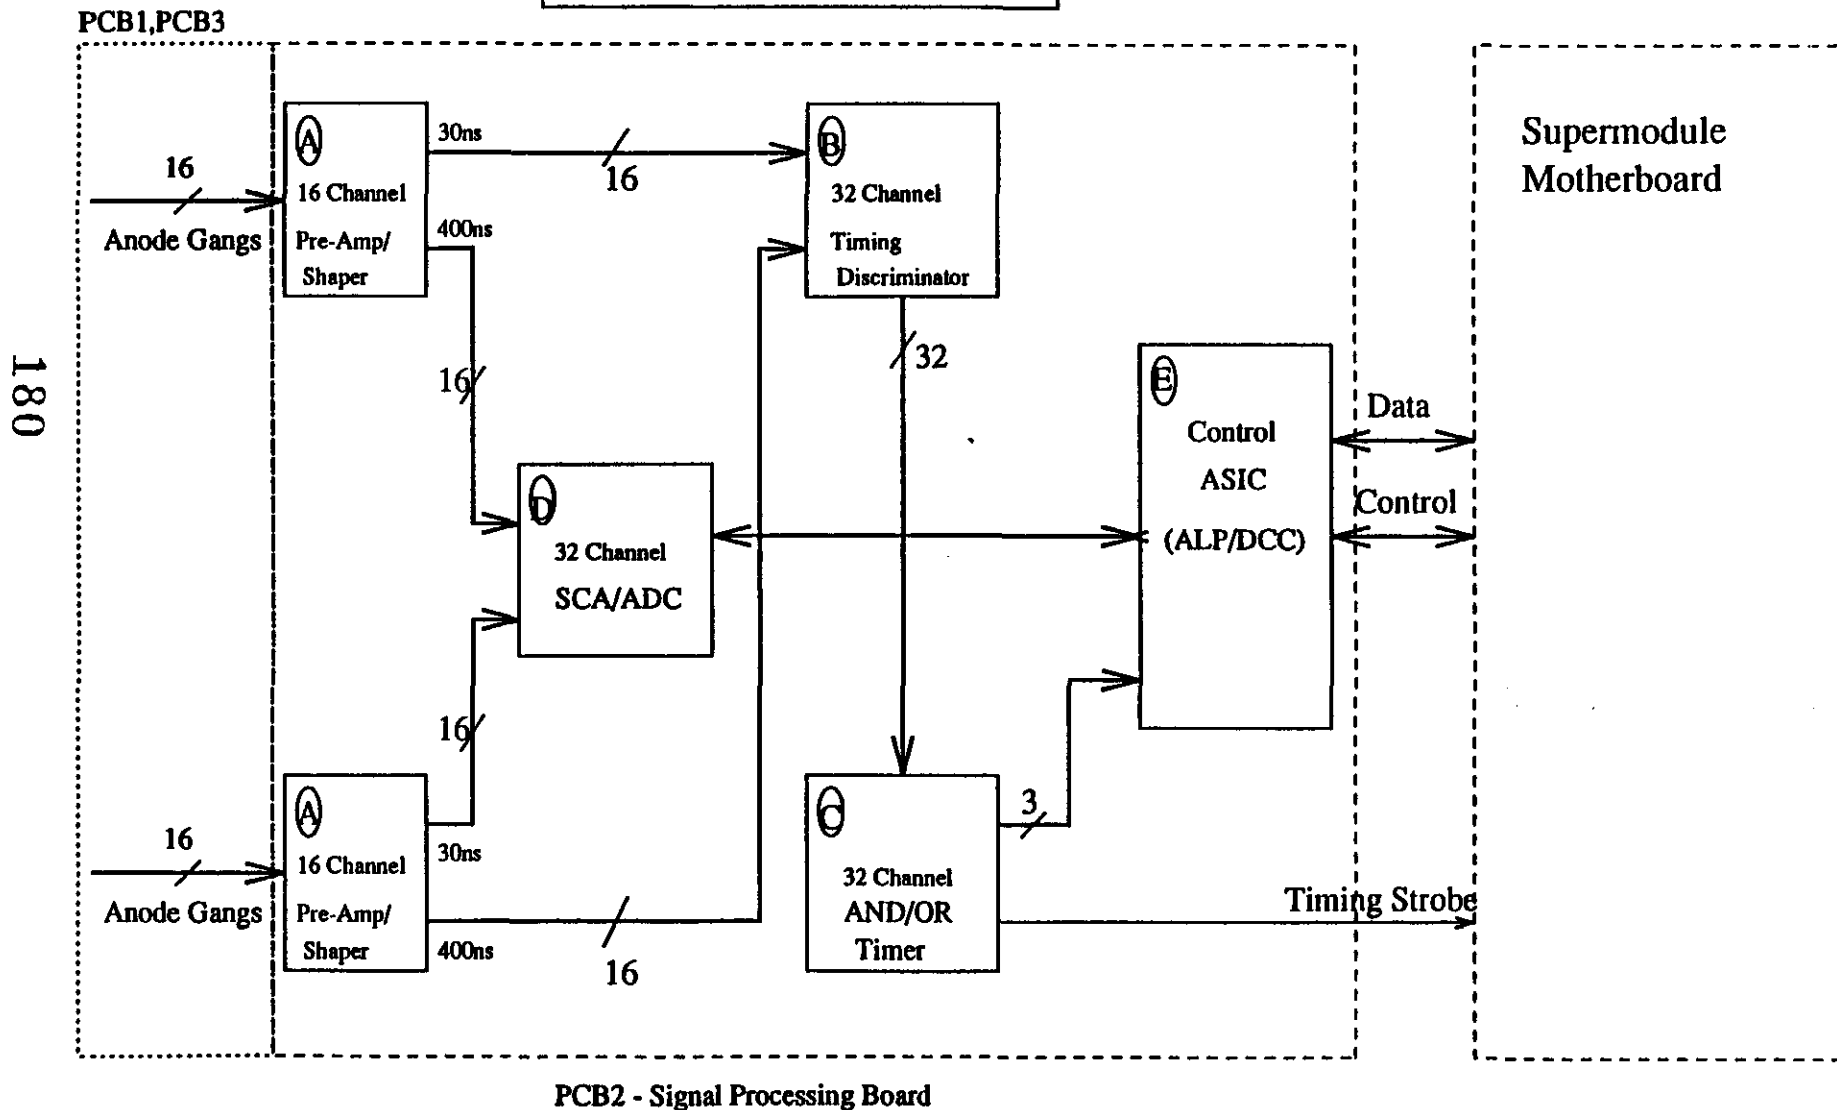 PCB1,PCB3
180
16
Anode Gangs
A
16 Channel
Pre-Amp/
Shaper
30ns
400ns
16
16
B
32 Channel
Timing
Discriminator
32
D
32 Channel
SCA/ADC
E
Control
ASIC
(ALP/DCC)
Data
Control
Supermodule
Motherboard
16
Anode Gangs
A
16 Channel
Pre-Amp/
Shaper
16
30ns
400ns
16
C
32 Channel
AND/OR
Timer
3
Timing Strobe
PCB2 - Signal Processing Board